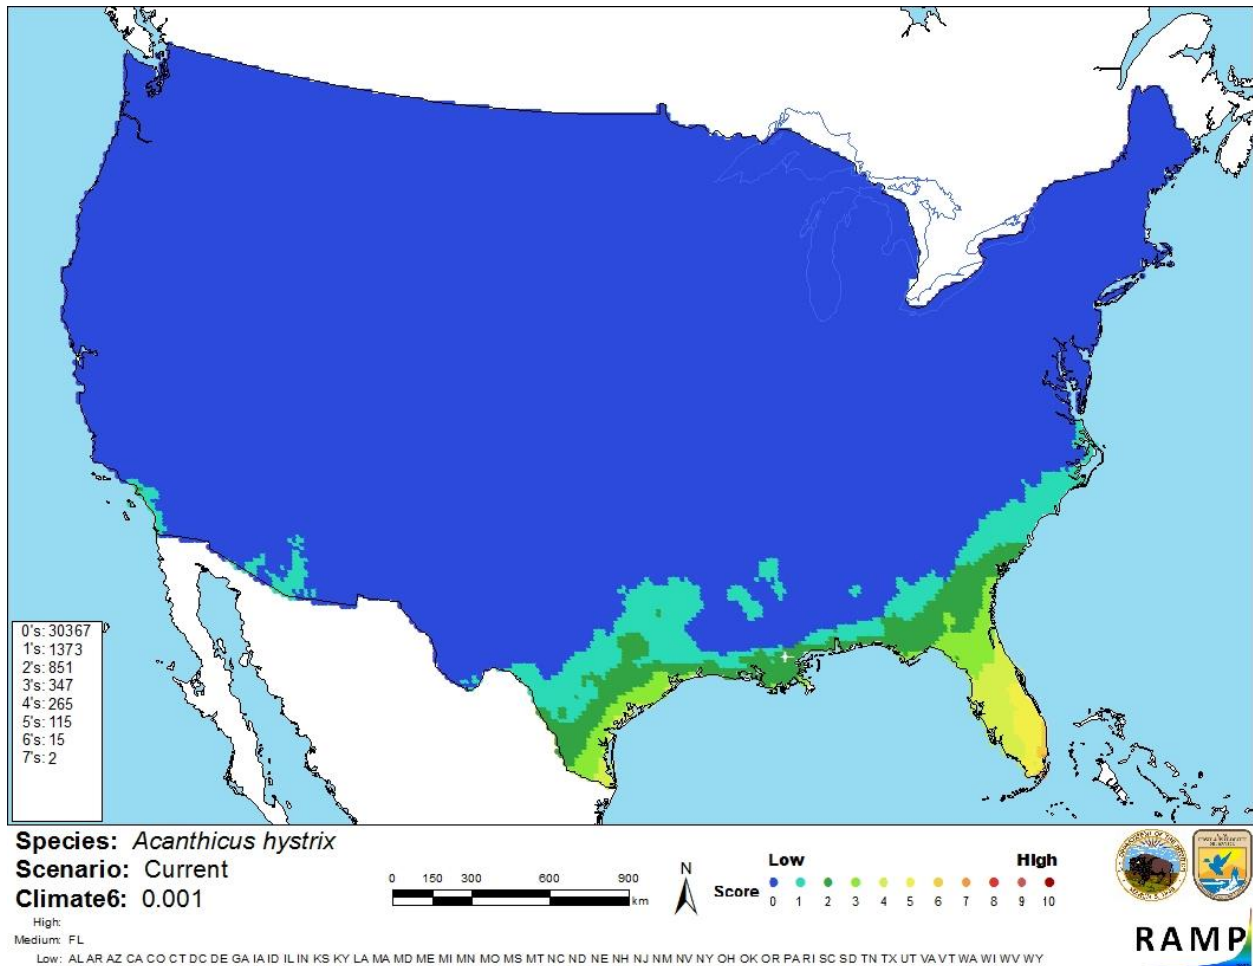 0's: 30367
1's: 1373
2's: 851
3's: 347
4's: 265
5's: 115
6's: 15
7's: 2
Species: Acanthicus hystrix
Scenario: Current
Climate6: 0.001
High:
Medium: FL
Low: AL AR AZ CA CO CT DC DE GA IA ID IL IN KS KY LA MA MD ME MI MN MO MS MT NC ND NE NH NJ NM NV NY OH OK OR PA RI SC SD TN TX UT VA VT WA WI WV WY
0 150 300 600 900
km
N
Low High
Score 0 1 2 3 4 5 6 7 8 9 10
RAMP